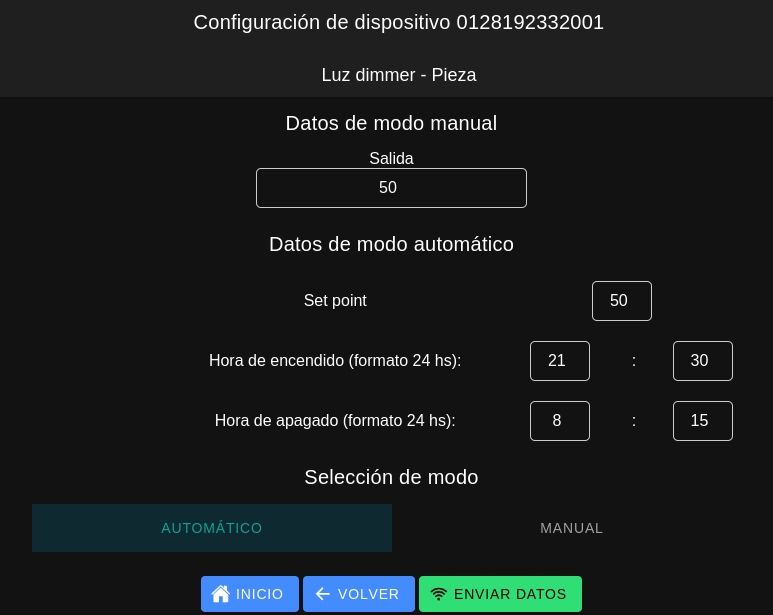 Configuración de dispositivo 0128192332001
Luz dimmer - Pieza
Datos de modo manual
Salida
50
Datos de modo automático
Set point 50
Hora de encendido (formato 24 hs): 21 : 30
Hora de apagado (formato 24 hs): 8 : 15
Selección de modo
AUTOMÁTICO MANUAL
INICIO VOLVER ENVIAR DATOS